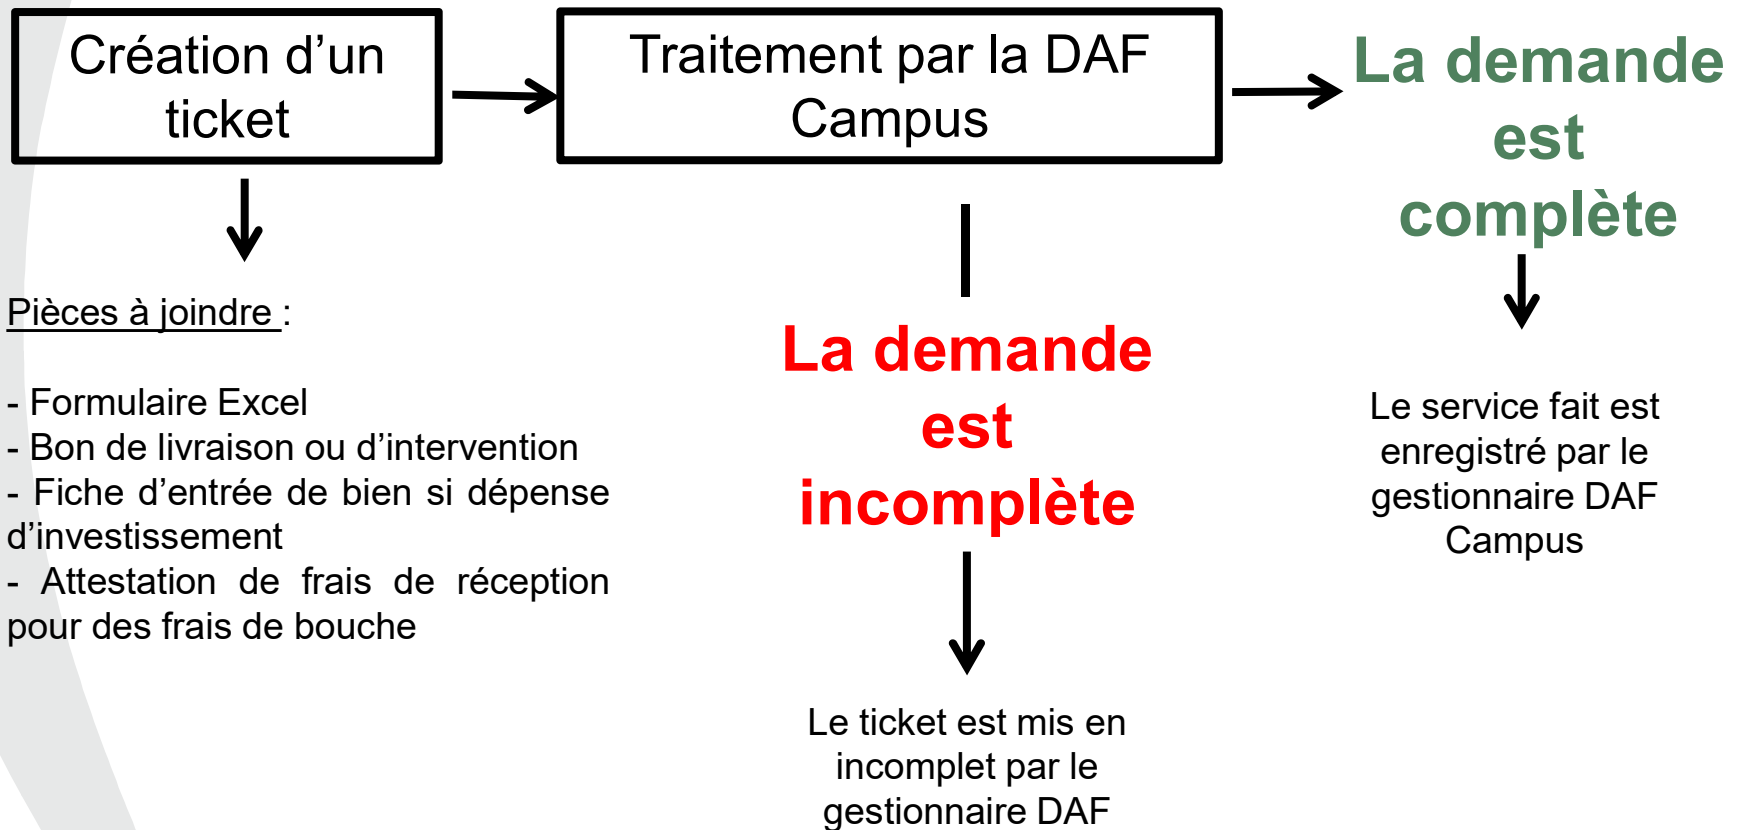 Création d’un
ticket
Traitement par la DAF
Campus
La demande
est
complète
Pièces à joindre :
- Formulaire Excel
- Bon de livraison ou d’intervention
- Fiche d’entrée de bien si dépense
d’investissement
- Attestation de frais de réception
pour des frais de bouche
La demande
est
incomplète
Le service fait est
enregistré par le
gestionnaire DAF
Campus
Le ticket est mis en
incomplet par le
gestionnaire DAF